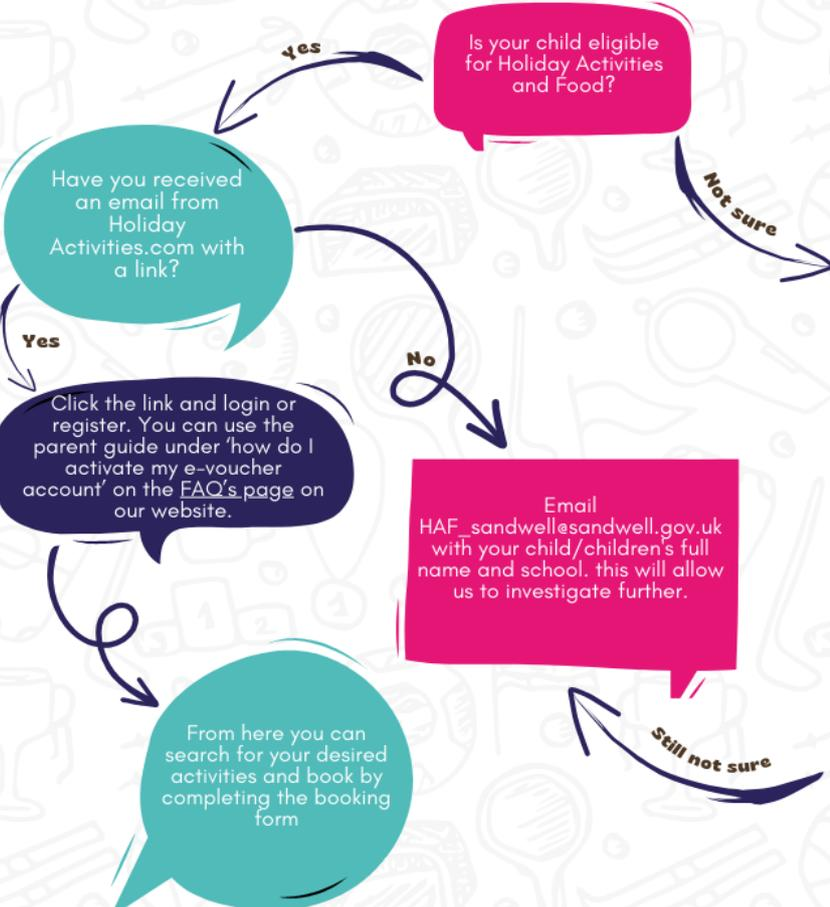 Is your child eligible
for Holiday Activities
and Food?
Yes
Not sure
Have you received
an email from
Holiday
Activities.com with
a link?
Yes
No
Click the link and login or
register. You can use the
parent guide under ‘how do I
activate my e-voucher
account’ on the FAQ’s page on
our website.
Email
HAF_sandwell@sandwell.gov.uk
with your child/children’s full
name and school. this will allow
us to investigate further.
Still not sure
From here you can
search for your desired
activities and book by
completing the booking
form
1
2
3